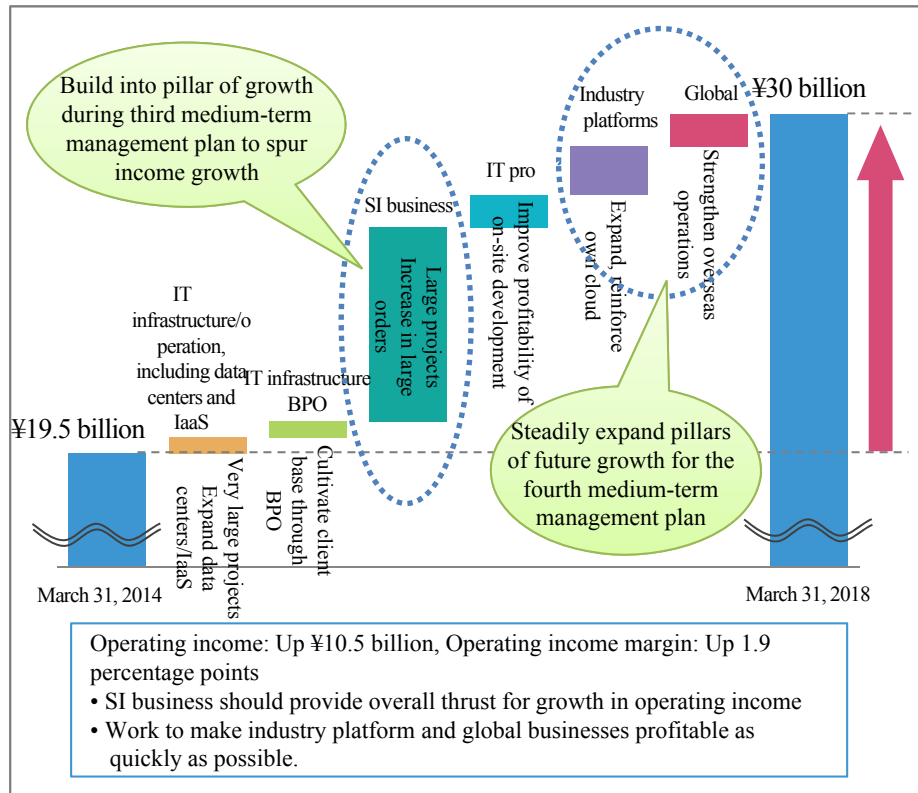 Build into pillar of growth
during third medium-term
management plan to spur
income growth
Industry
platforms
Global
¥30 billion
IT pro
SI business
Large projects
Increase in large
orders
Improve profitability of
on-site development
Expand, reinforce
own cloud
Strengthen overseas
operations
IT
infrastructure/o
peration,
including data
centers and
IaaS
IT infrastructure
BPO
¥19.5 billion
Very large projects
Expand data
centers/IaaS
Cultivate client
base through
BPO
Steadily expand pillars
of future growth for the
fourth medium-term
management plan
March 31, 2014
March 31, 2018
Operating income: Up ¥10.5 billion, Operating income margin: Up 1.9
percentage points
• SI business should provide overall thrust for growth in operating income
• Work to make industry platform and global businesses profitable as
quickly as possible.